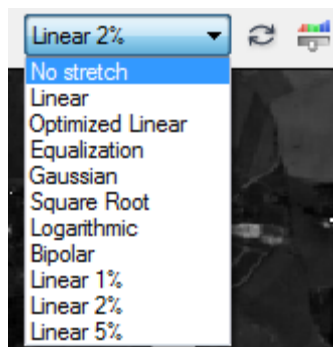 Linear 2%
No stretch
Linear
Optimized Linear
Equalization
Gaussian
Square Root
Logarithmic
Bipolar
Linear 1%
Linear 2%
Linear 5%